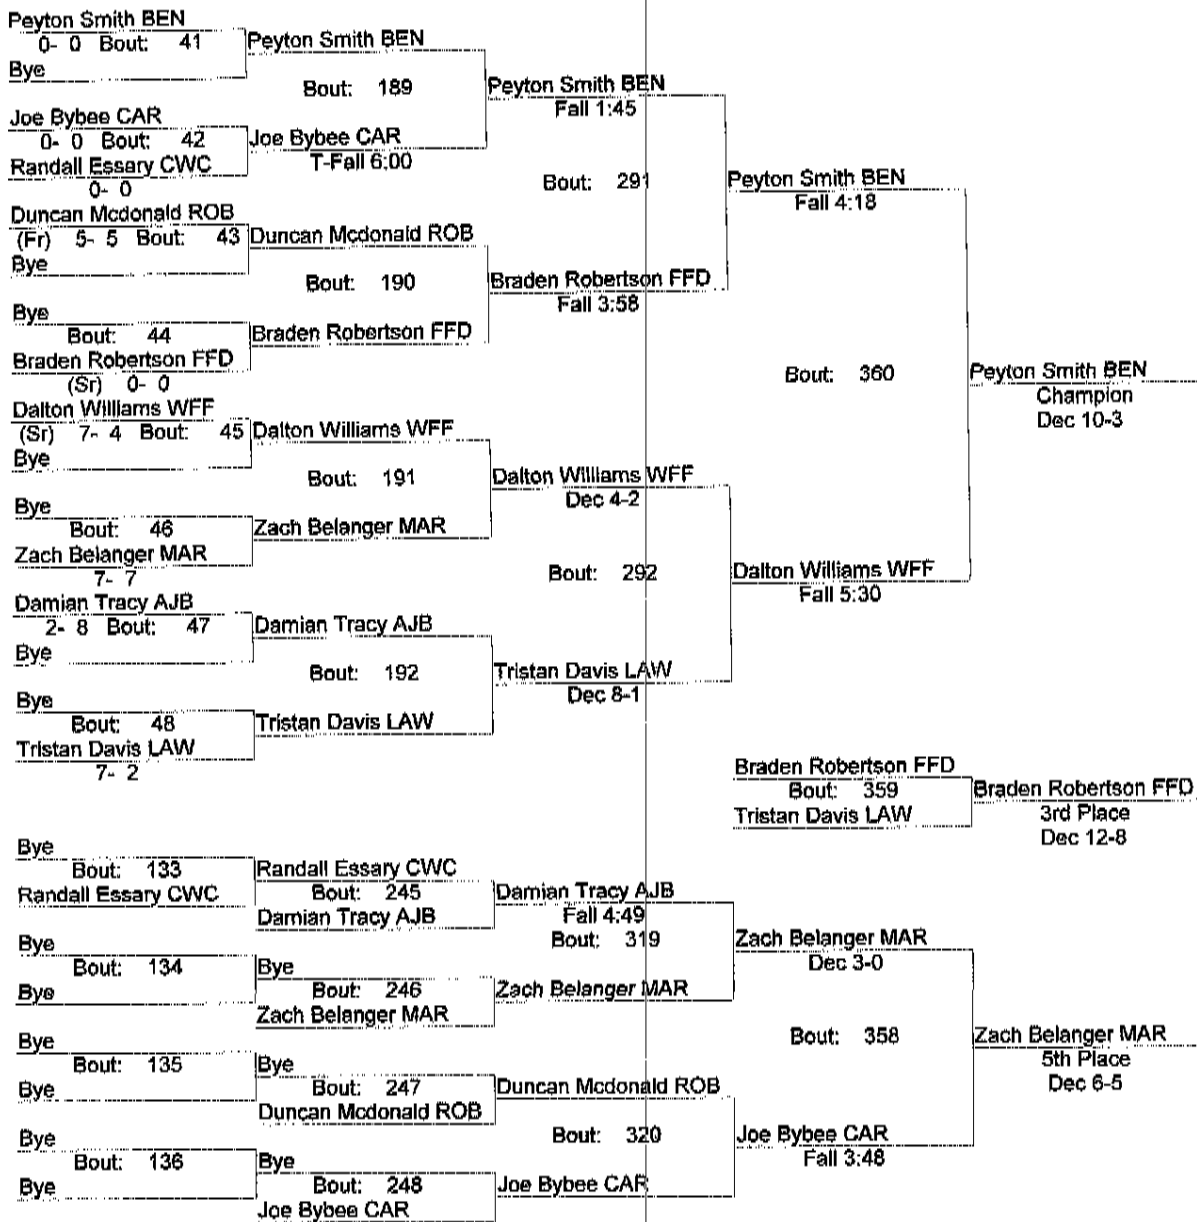 Peyton Smith BEN
0- 0 Bout: 41
Bye
Peyton Smith BEN
Bout: 189
Joe Bybee CAR
0- 0 Bout: 42
Randall Essary CWC
0- 0
Joe Bybee CAR
T-Fall 6:00
Peyton Smith BEN
Fall 1:45
Bout: 291
Duncan Mcdonald ROB
(Fr) 5- 5 Bout: 43
Bye
Duncan Mcdonald ROB
Bout: 190
Bye
Bout: 44
Braden Robertson FFD
(Sr) 0- 0
Braden Robertson FFD
Braden Robertson FFD
Fall 3:58
Peyton Smith BEN
Fall 4:18
Bout: 360
Peyton Smith BEN
Champion
Dec 10-3
Dalton Williams WFF
(Sr) 7- 4 Bout: 45
Bye
Dalton Williams WFF
Bout: 191
Bye
Bout: 46
Zach Belanger MAR
7- 7
Zach Belanger MAR
Dalton Williams WFF
Dec 4-2
Bout: 292
Damian Tracy AJB
2- 8 Bout: 47
Bye
Damian Tracy AJB
Bout: 192
Bye
Bout: 48
Tristan Davis LAW
7- 2
Tristan Davis LAW
Tristan Davis LAW
Dec 8-1
Dalton Williams WFF
Fall 5:30
Braden Robertson FFD
Bout: 359
Tristan Davis LAW
Braden Robertson FFD
3rd Place
Dec 12-8
Bye
Bout: 133
Randall Essary CWC
Randall Essary CWC
Bout: 245
Damian Tracy AJB
Damian Tracy AJB
Fall 4:49
Bout: 319
Bye
Bout: 134
Bye
Bye
Bout: 246
Zach Belanger MAR
Zach Belanger MAR
Zach Belanger MAR
Dec 3-0
Bout: 358
Zach Belanger MAR
5th Place
Dec 6-5
Bye
Bout: 135
Bye
Bye
Bout: 247
Duncan Mcdonald ROB
Duncan Mcdonald ROB
Bout: 320
Bye
Bout: 136
Bye
Bye
Bout: 248
Joe Bybee CAR
Joe Bybee CAR
Joe Bybee CAR
Fall 3:48